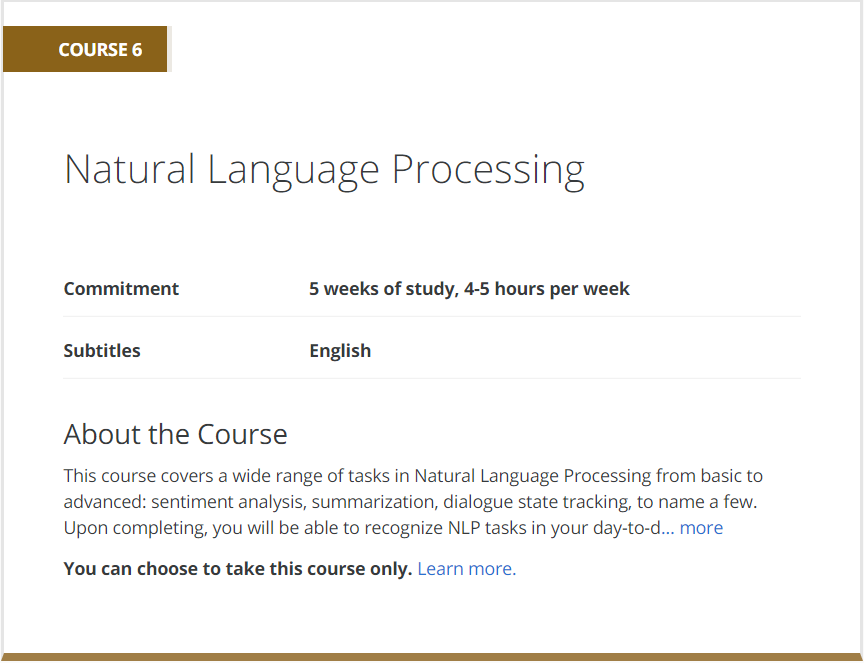 COURSE 6
Natural Language Processing
Commitment 5 weeks of study, 4-5 hours per week
Subtitles English
About the Course
This course covers a wide range of tasks in Natural Language Processing from basic to
advanced: sentiment analysis, summarization, dialogue state tracking, to name a few.
Upon completing, you will be able to recognize NLP tasks in your day-to-d... more
You can choose to take this course only. Learn more.